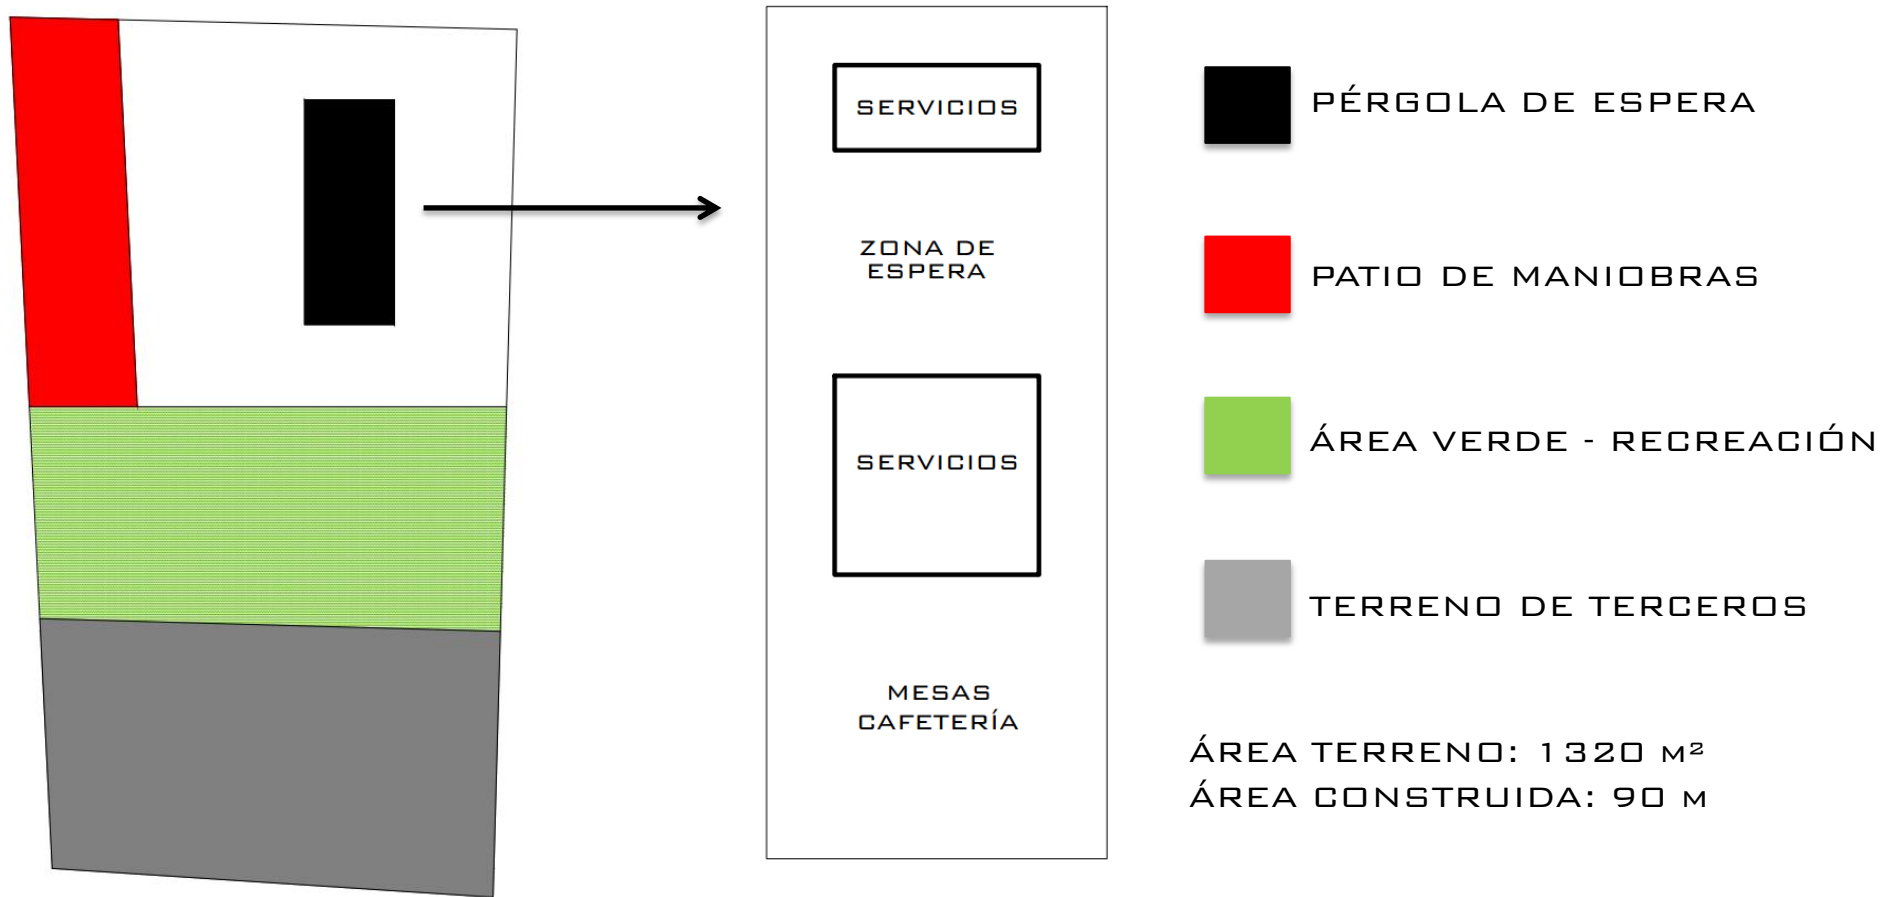 SERVICIOS
ZONA DE
ESPERA
SERVICIOS
MESAS
CAFETERÍA
PÉRGOLA DE ESPERA
PATIO DE MANIOBRAS
ÁREA VERDE - RECREACIÓN
TERRENO DE TERCEROS
ÁREA TERRENO: 1320 M²
ÁREA CONSTRUIDA: 90 M